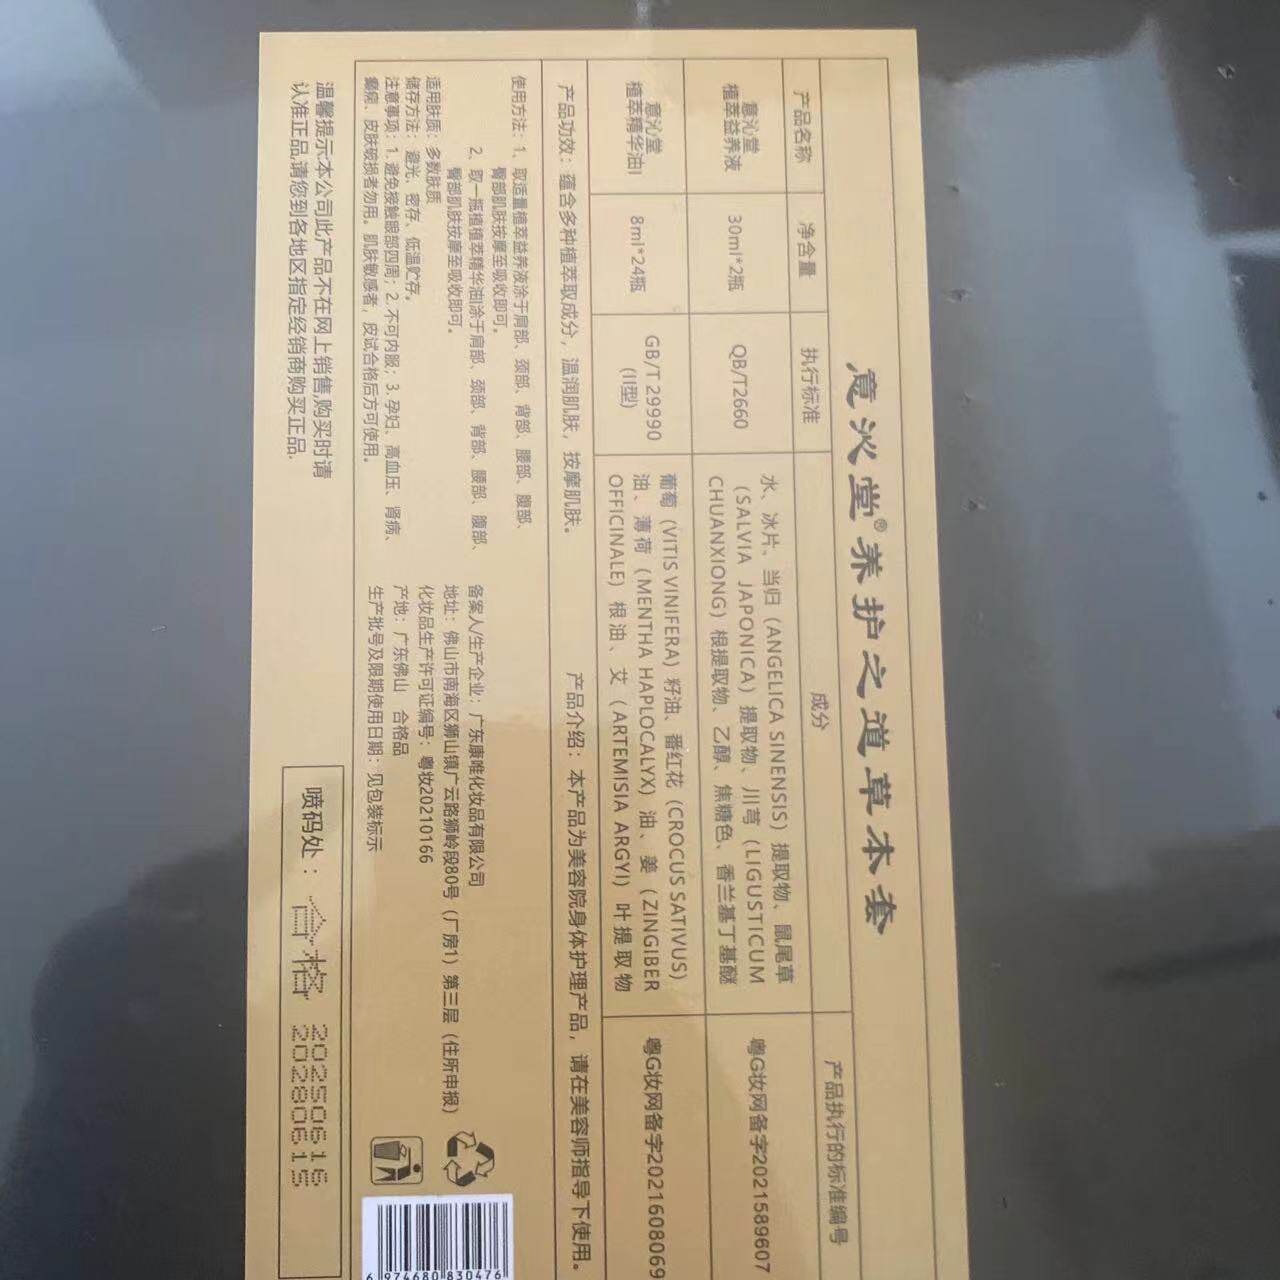 意沁堂®养护之道草本套
产品名称 净含量 执行标准 成分 产品执行的标准编号
意沁堂
植萃益养液
30ml*2瓶
QB/T2660
水、冰片、当归（ANGELICA SINENSIS）提取物、鼠尾草
（SALVIA JAPONICA）提取物、川芎（LIGUSTICUM
CHUANXIONG）根提取物、乙醇、焦糖色、香兰基丁基醚
粤G妆网备字2021589607
意沁堂
植萃精华油I
8ml*24瓶
GB/T 29990
(II型)
葡萄（VITIS VINIFERA）籽油、番红花（CROCUS SATIVUS）
油、薄荷（MENTHA HAPLOCALYX）油、姜（ZINGIBER
OFFICINALE）根油、艾（ARTEMISIA ARGYI）叶提取物
粤G妆网备字2021608069
产品功效：蕴含多种植萃取成分，温润肌肤，按摩肌肤。
产品介绍：本产品为美容院身体护理产品，请在美容师指导下使用。
使用方法：1、取适量植萃益养液涂于肩部、颈部、背部、腰部、腹部、
臀部肌肤按摩至吸收即可。
2、取一瓶植植萃精华油I涂于肩部、颈部、背部、腰部、腹部、
臀部肌肤按摩至吸收即可。
适用肤质：多数肤质
储存方法：避光、密存、低温贮存。
注意事项：1.避免接触眼部四周；2.不可内服；3.孕妇、高血压、肾病、
癫痫、皮肤破损者勿用。肌肤敏感者，皮试合格后方可使用。
备案人/生产企业：广东康唯化妆品有限公司
地址：佛山市南海区狮山镇广云路狮岭段80号（厂房1）第三层（住所申报）
化妆品生产许可证编号：粤妆20210166
产地：广东佛山 合格品
生产批号及限期使用日期：见包装标示
6 974680 830476
温馨提示:本公司此产品不在网上销售,购买时请
认准正品,请您到各地区指定经销商购买正品.
喷码处：合格
20250616
20280615